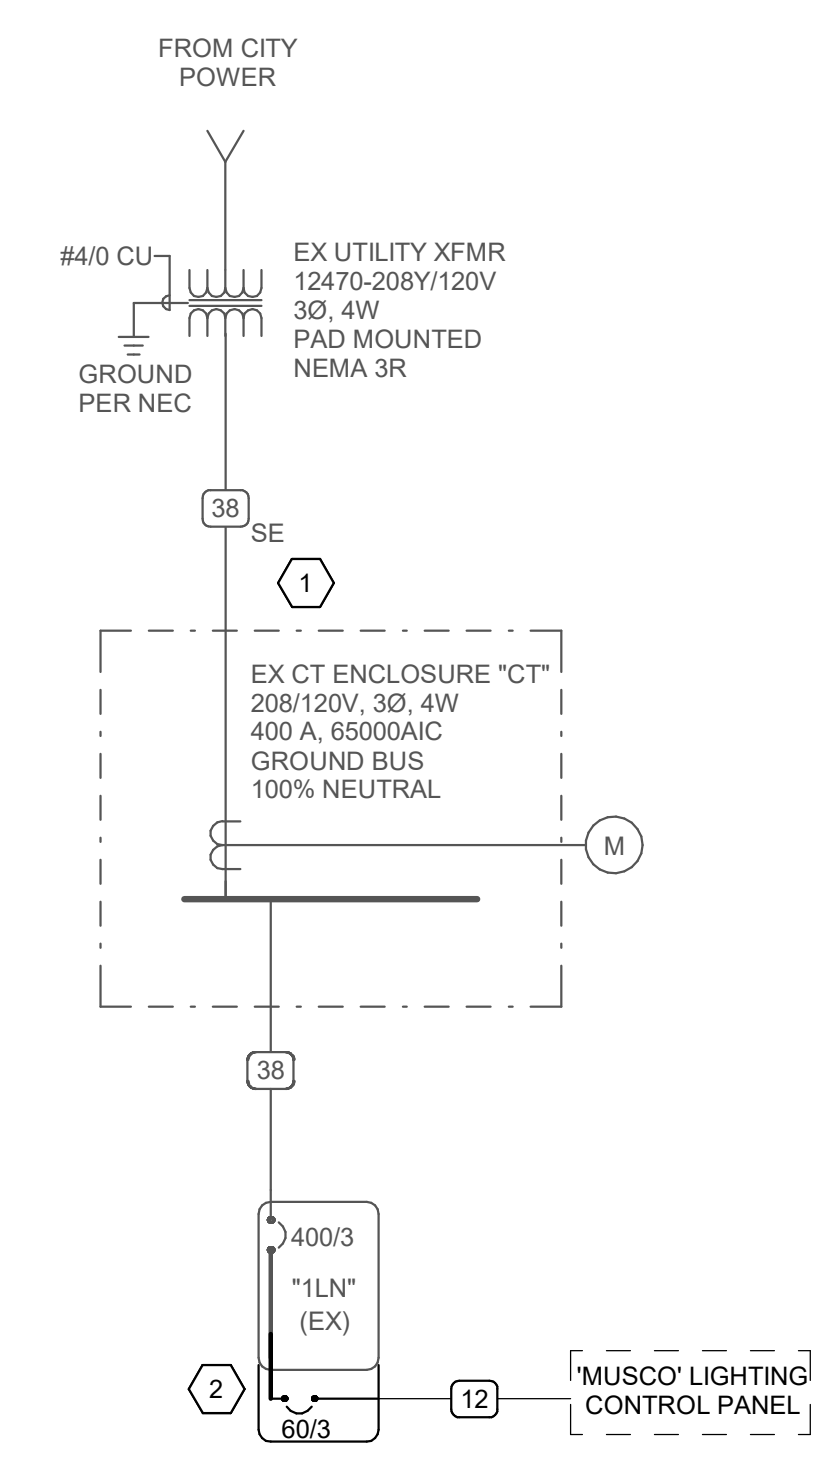 FROM CITY
POWER
#4/0 CU
EX UTILITY XFMR
12470-208Y/120V
3Ø, 4W
PAD MOUNTED
NEMA 3R
GROUND
PER NEC
38
SE
1
EX CT ENCLOSURE "CT"
208/120V, 3Ø, 4W
400 A, 65000AIC
GROUND BUS
100% NEUTRAL
M
38
400/3
"1LN"
(EX)
2
60/3
12
'MUSCO' LIGHTING
CONTROL PANEL